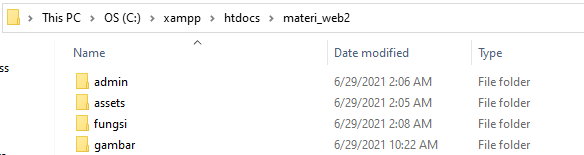 This PC > OS (C:) > xampp > htdocs > materi_web2
Name Date modified Type
admin 6/29/2021 2:06 AM File folder
ss
assets 6/29/2021 2:05 AM File folder
fungsi 6/29/2021 2:08 AM File folder
gambar 6/29/2021 10:22 AM File folder